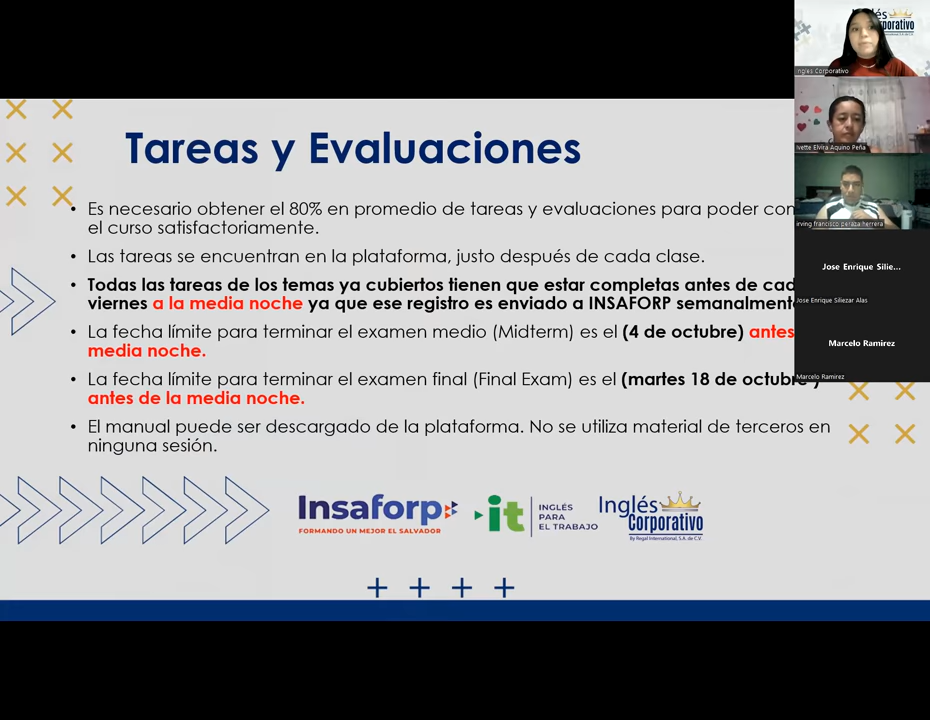 Tareas y Evaluaciones
• Es necesario obtener el 80% en promedio de tareas y evaluaciones para poder com
el curso satisfactoriamente.
• Las tareas se encuentran en la plataforma, justo después de cada clase.
• Todas las tareas de los temas ya cubiertos tienen que estar completas antes de cad
viernes a la media noche ya que ese registro es enviado a INSAFORP semanalment
• La fecha límite para terminar el examen medio (Midterm) es el (4 de octubre) antes
media noche.
• La fecha límite para terminar el examen final (Final Exam) es el (martes 18 de octubre )
antes de la media noche.
• El manual puede ser descargado de la plataforma. No se utiliza material de terceros en
ninguna sesión.
Insaforp
FORMANDO UN MEJOR EL SALVADOR
it
INGLÉS
PARA
EL TRABAJO
Inglés
Corporativo
By Regal International, S.A. de C.V.
Ingles Corporativo
Ivette Elvira Aquino Peña
irving francisco peraza herrera
Jose Enrique Silie...
Jose Enrique Siliezar Alas
Marcelo Ramirez
Marcelo Ramirez